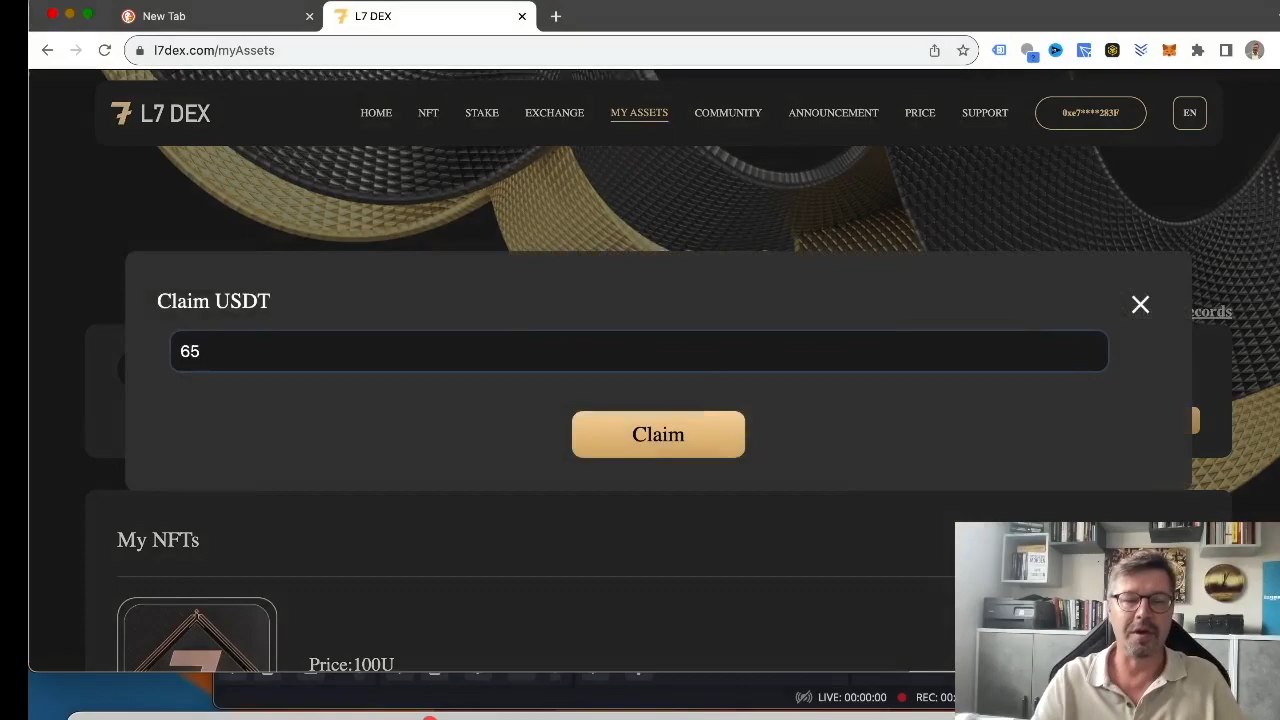 New Tab
L7 DEX
l7dex.com/myAssets
L7 DEX
HOME
NFT
STAKE
EXCHANGE
MY ASSETS
COMMUNITY
ANNOUNCEMENT
PRICE
SUPPORT
0xe7****283F
EN
Claim USDT
ecords
65
Claim
My NFTs
Price:100U
LIVE: 00:00:00
REC: 00: